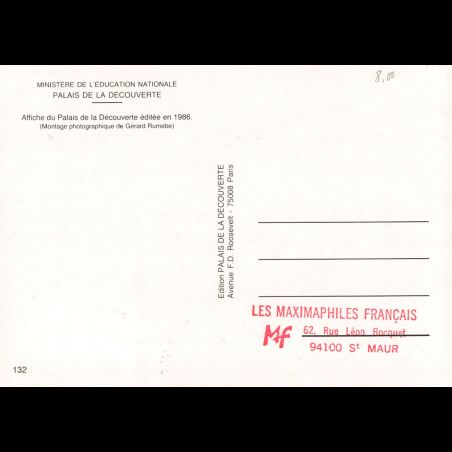 8,00
MINISTÈRE DE L'ÉDUCATION NATIONALE
PALAIS DE LA DÉCOUVERTE
Affiche du Palais de la Découverte éditée en 1986.
(Montage photographique de Gérard Rumebe)
Edition PALAIS DE LA DÉCOUVERTE
Avenue F.D. Roosevelt - 75008 Paris
LES MAXIMAPHILES FRANÇAIS
Mf 62, Rue Léon Bocquet
94100 St MAUR
132